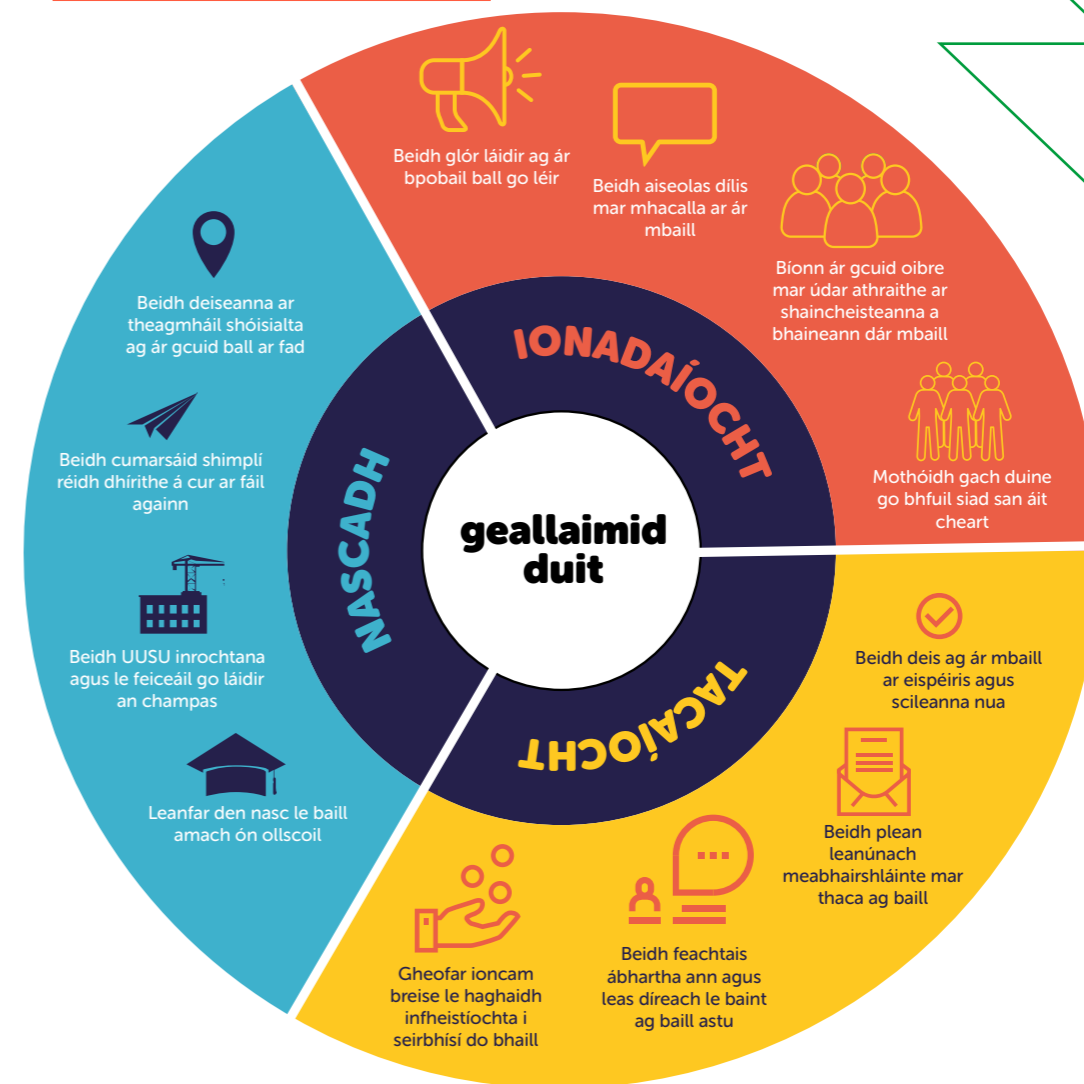 geallaimid
duit
IONADAÍOCHT
Beidh glór láidir ag ár
bpobail ball go léir
Beidh aiseolas dílis
mar mhacalla ar ár
mbaill
Bíonn ár gcuid oibre
mar údar athraithe ar
shaincheisteanna a
bhaineann dár mbaill
Mothóidh gach duine
go bhfuil siad san áit
cheart
TACAÍOCHT
Beidh deis ag ár mbaill
ar eispéiris agus
scileanna nua
Beidh plean
leanúnach
meabhairshláinte mar
thaca ag baill
Beidh feachtais
ábhartha ann agus
leas díreach le baint
ag baill astu
Gheofar ioncam
breise le haghaidh
infheistíochta i
seirbhísí do bhaill
NASCADH
Beidh deiseanna ar
theagmháil shóisialta
ag ár gcuid ball ar fad
Beidh cumarsáid shimplí
réidh dhírithe á cur ar fáil
againn
Beidh UUSU inrochtana
agus le feiceáil go láidir
an champas
Leanfar den nasc le baill
amach ón ollscoil